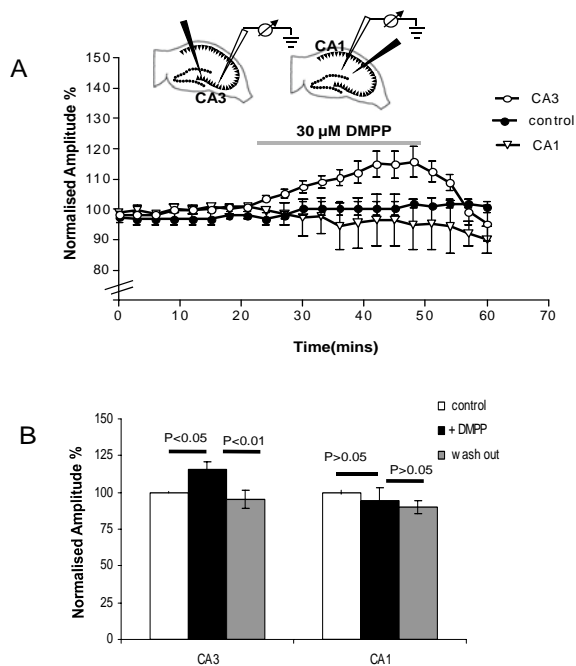 A
CA3
CA1
30 µM DMPP
CA3
control
CA1
Normalised Amplitude %
150
140
120
110
100
90
80
0
10
20
30
40
50
60
70
Time(mins)
B
control
+ DMPP
wash out
P<0.05
P<0.01
P>0.05
P>0.05
Normalised Amplitude %
150
125
100
75
50
25
0
CA3
CA1